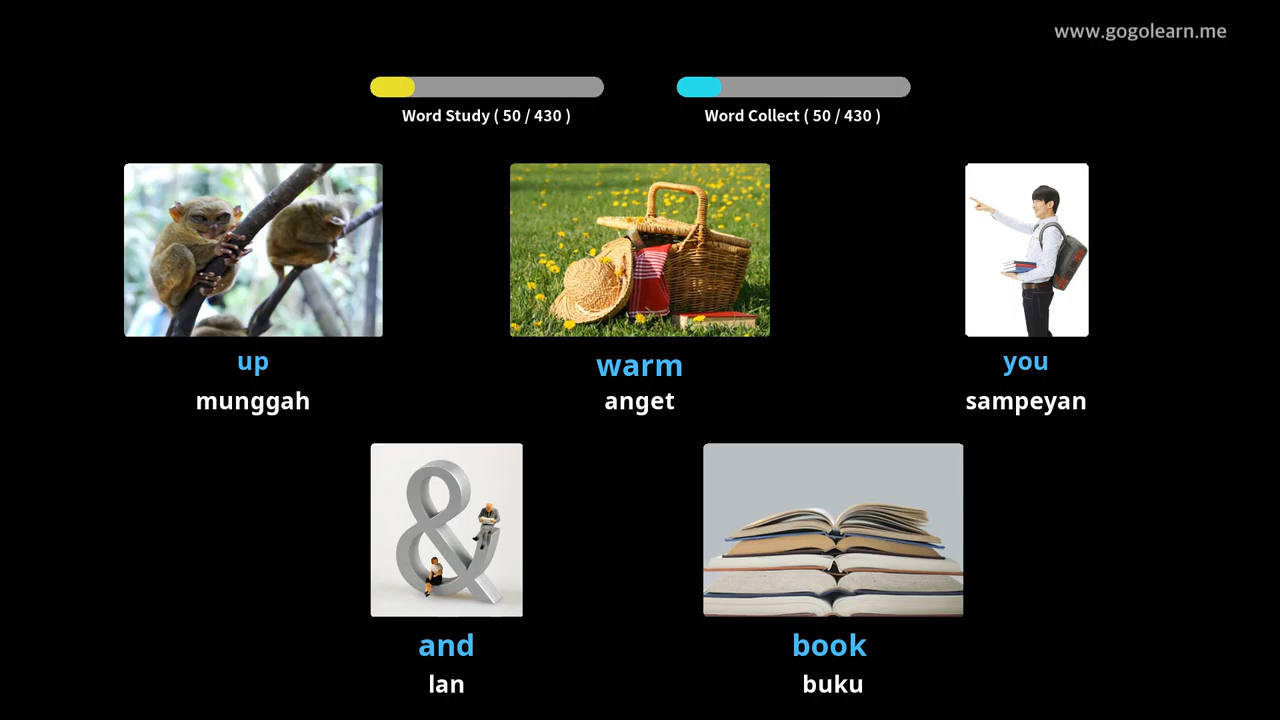 www.gogolearn.me
Word Study ( 50 / 430 )
Word Collect ( 50 / 430 )
up
munggah
warm
anget
you
sampeyan
and
lan
book
buku